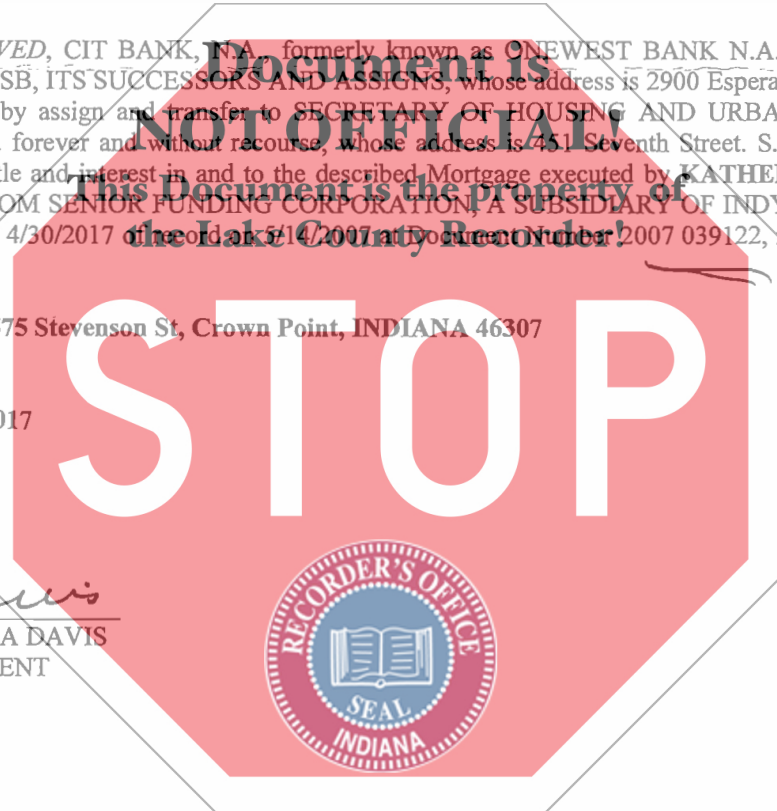 VED, CIT BANK, N.A., formerly known as ONEWEST BANK N.A.
SB, ITS SUCCESSORS AND ASSIGNS, whose address is 2900 Espera
by assign and transfer to SECRETARY OF HOUSING AND URBA
forever and without recourse, whose address is 451 Seventh Street. S.
tle and interest in and to the described Mortgage executed by KATHE
OM SENIOR FUNDING CORPORATION, A SUBSIDIARY OF INDY
4/30/2017 of record on 5/14/2007 at Document Number 2007 039122,
Document is
NOT OFFICIAL!
This Document is the property of
the Lake County Recorder!
75 Stevenson St, Crown Point, INDIANA 46307
STOP
017
A DAVIS
ENT
RECORDER'S OFFICE
SEAL
INDIANA